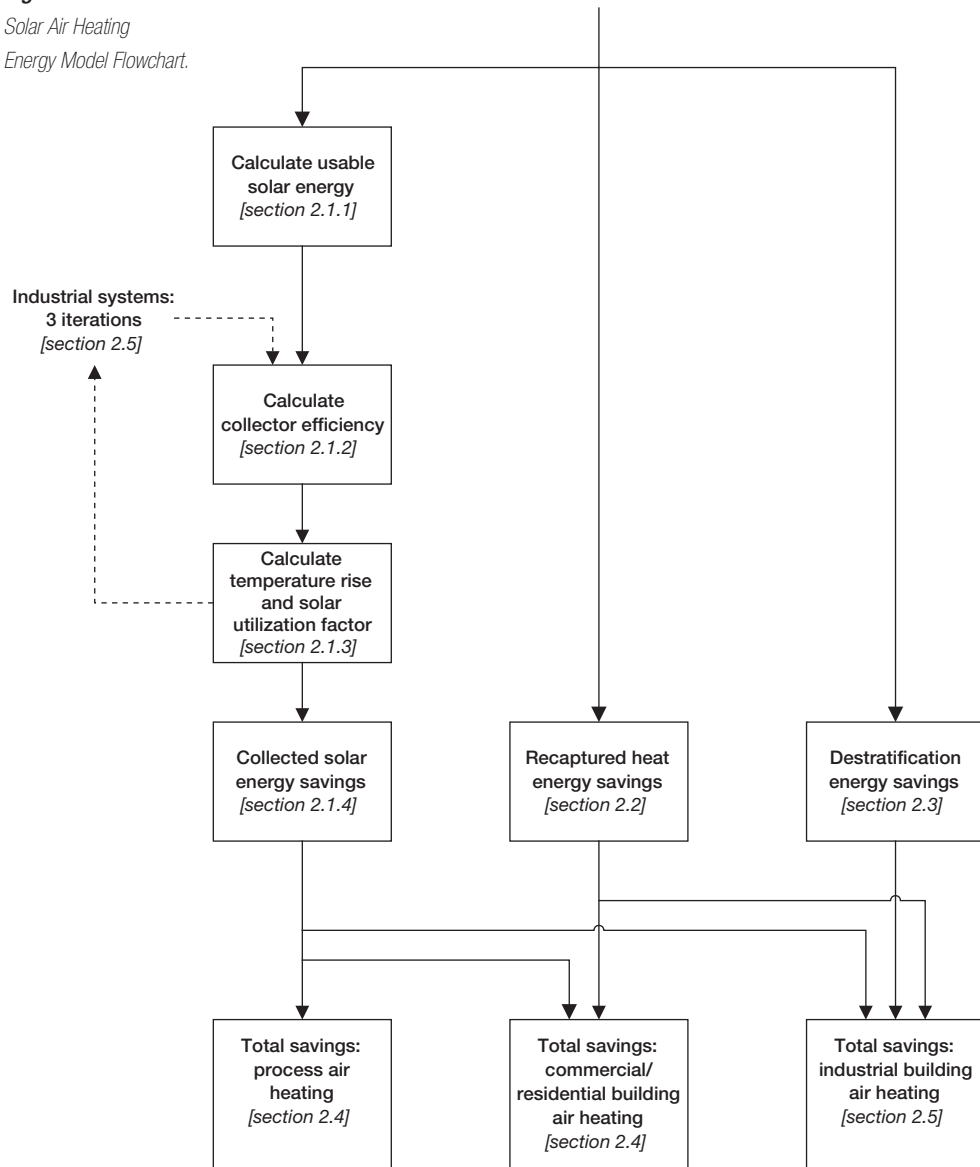 Solar Air Heating
Energy Model Flowchart.
Calculate usable
solar energy
[section 2.1.1]
Industrial systems:
3 iterations
[section 2.5]
Calculate
collector efficiency
[section 2.1.2]
Calculate
temperature rise
and solar
utilization factor
[section 2.1.3]
Collected solar
energy savings
[section 2.1.4]
Recaptured heat
energy savings
[section 2.2]
Destratification
energy savings
[section 2.3]
Total savings:
process air
heating
[section 2.4]
Total savings:
commercial/
residential building
air heating
[section 2.4]
Total savings:
industrial building
air heating
[section 2.5]